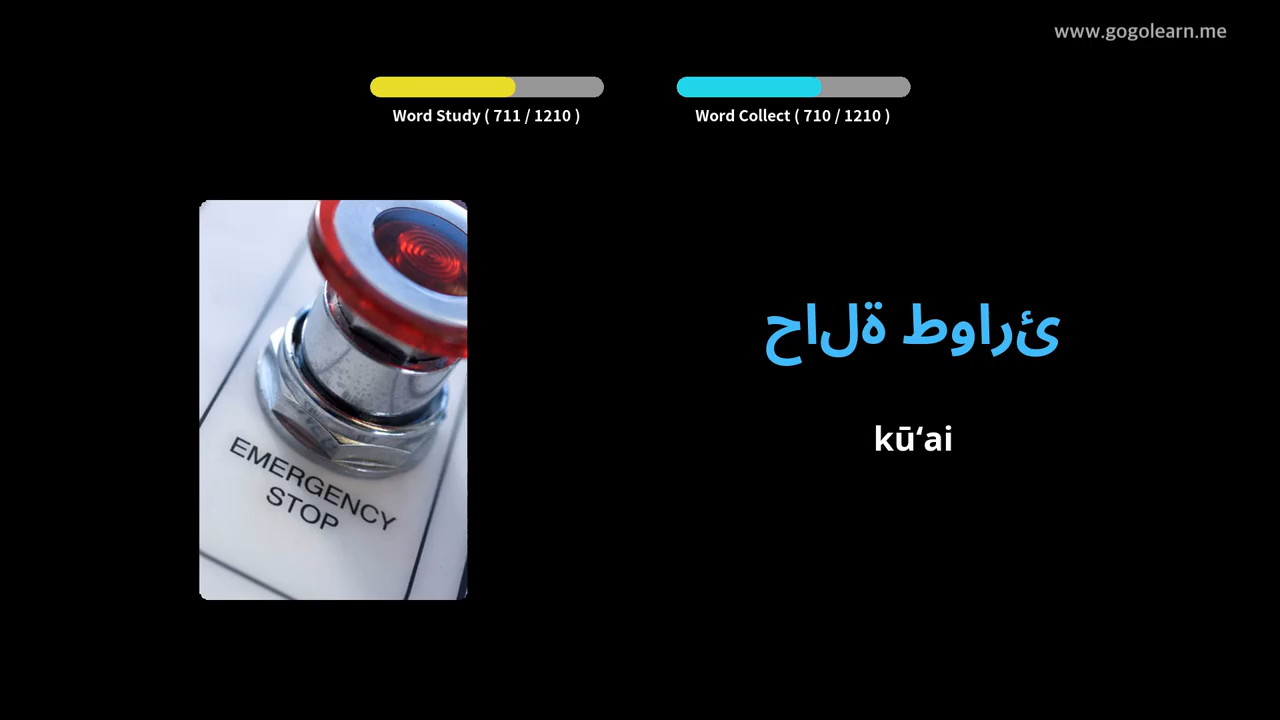 www.gogolearn.me
Word Study ( 711 / 1210 )
Word Collect ( 710 / 1210 )
EMERGENCY
STOP
حالة طوارئ
kūʻai